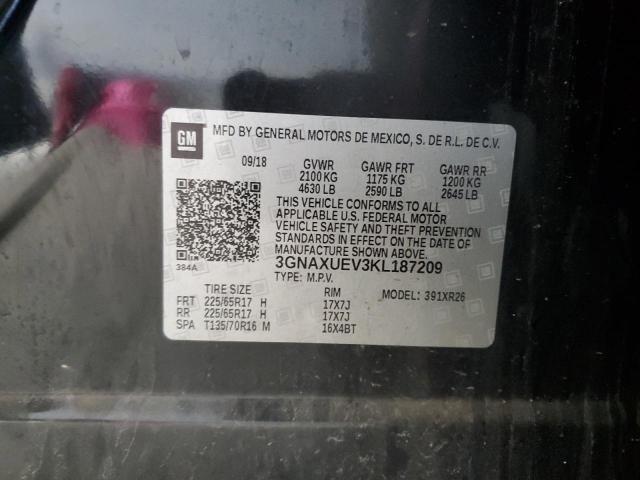 GM
MFD BY GENERAL MOTORS DE MEXICO, S. DE R.L. DE C.V.
09/18 GVWR GAWR FRT GAWR RR
2100 KG 1175 KG 1200 KG
4630 LB 2590 LB 2645 LB
THIS VEHICLE CONFORMS TO ALL
APPLICABLE U.S. FEDERAL MOTOR
VEHICLE SAFETY AND THEFT PREVENTION
STANDARDS IN EFFECT ON THE DATE OF
MANUFACTURE SHOWN ABOVE.
384A 3GNAXUEV3KL187209
TYPE: M.P.V.
TIRE SIZE RIM MODEL: 391XR26
FRT 225/65R17 H 17X7J
RR 225/65R17 H 17X7J
SPA T135/70R16 M 16X4BT